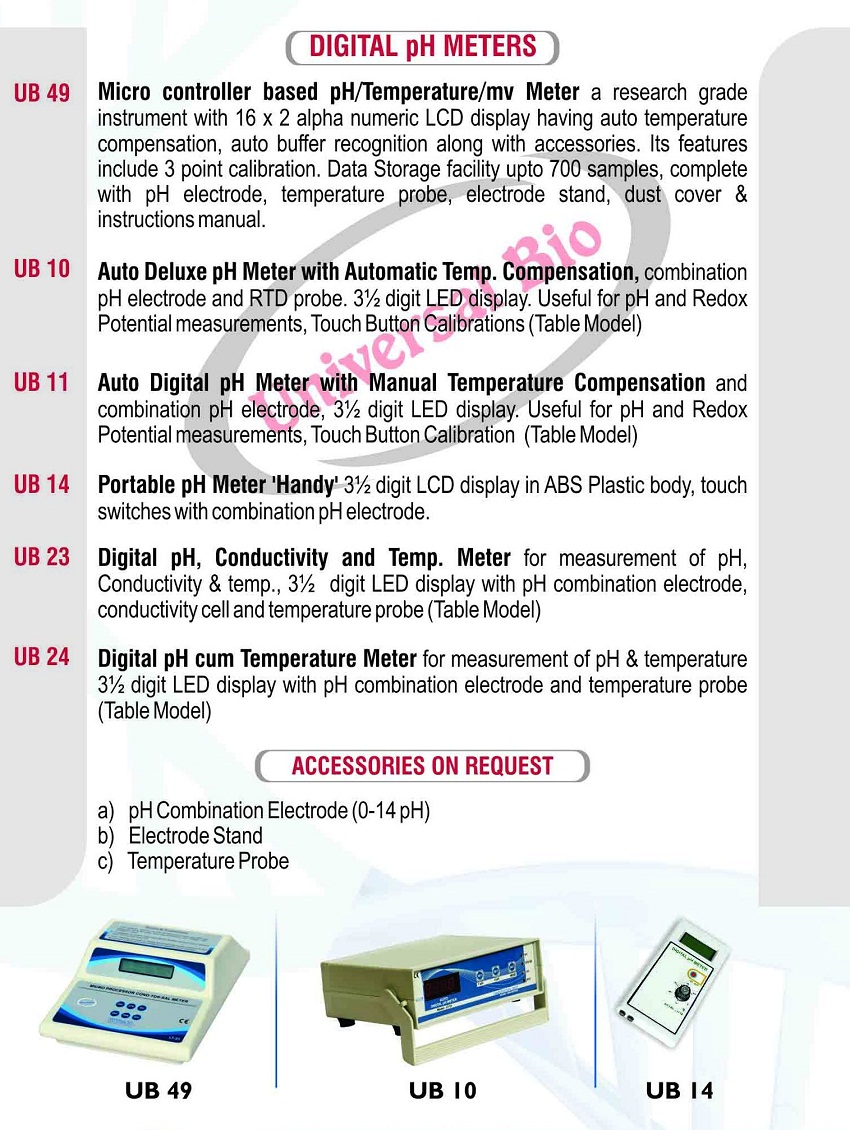 DIGITAL pH METERS
UB 49
Micro controller based pH/Temperature/mv Meter a research grade
instrument with 16 x 2 alpha numeric LCD display having auto temperature
compensation, auto buffer recognition along with accessories. Its features
include 3 point calibration. Data Storage facility upto 700 samples, complete
with pH electrode, temperature probe, electrode stand, dust cover &
instructions manual.
UB 10
Auto Deluxe pH Meter with Automatic Temp. Compensation, combination
pH electrode and RTD probe. 3½ digit LED display. Useful for pH and Redox
Potential measurements, Touch Button Calibrations (Table Model)
UB 11
Auto Digital pH Meter with Manual Temperature Compensation and
combination pH electrode, 3½ digit LED display. Useful for pH and Redox
Potential measurements, Touch Button Calibration (Table Model)
UB 14
Portable pH Meter 'Handy' 3½ digit LCD display in ABS Plastic body, touch
switches with combination pH electrode.
UB 23
Digital pH, Conductivity and Temp. Meter for measurement of pH,
Conductivity & temp., 3½ digit LED display with pH combination electrode,
conductivity cell and temperature probe (Table Model)
UB 24
Digital pH cum Temperature Meter for measurement of pH & temperature
3½ digit LED display with pH combination electrode and temperature probe
(Table Model)
Universal Bio
ACCESSORIES ON REQUEST
a) pH Combination Electrode (0-14 pH)
b) Electrode Stand
c) Temperature Probe
MICRO PROCESSOR COND-TDS-SAL METER
DIGITAL pH METER
UB 49
UB 10
UB 14